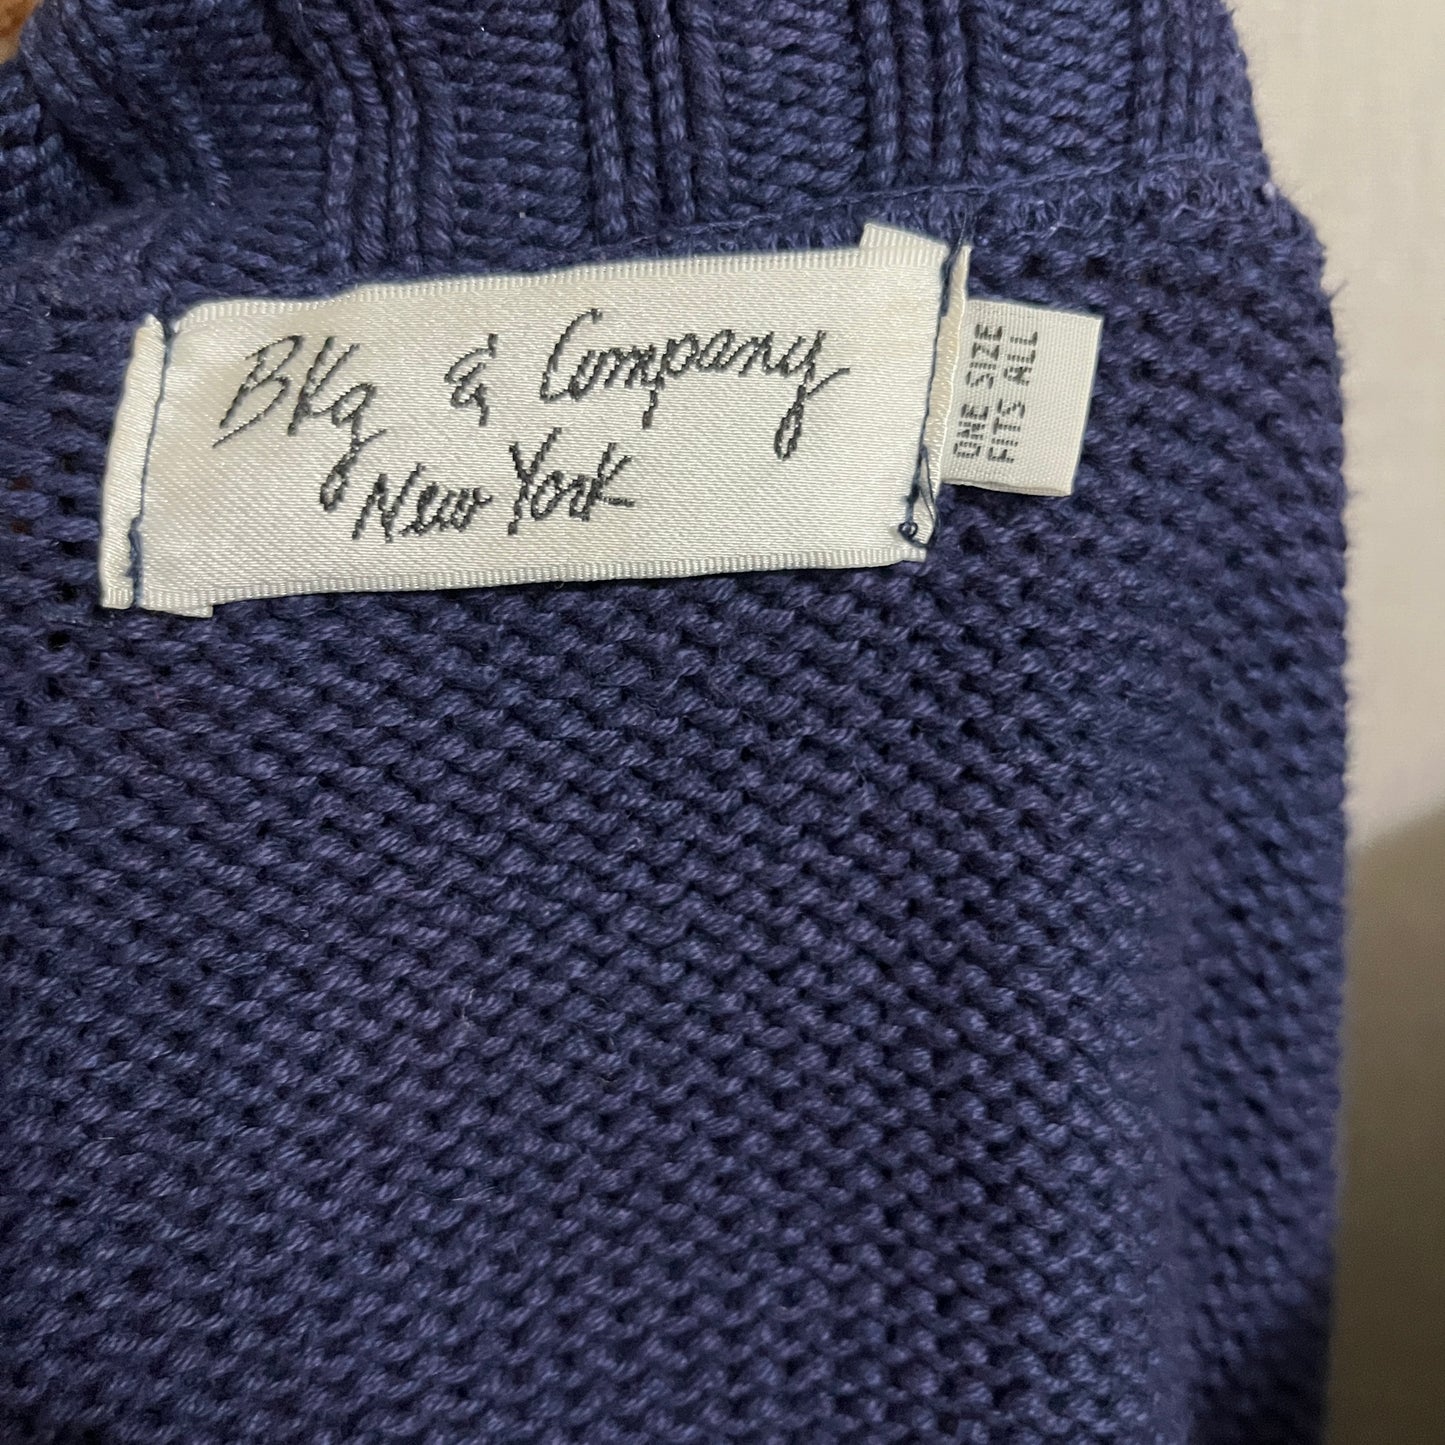 BKg & Company
New York
ONE SIZE
FITS ALL